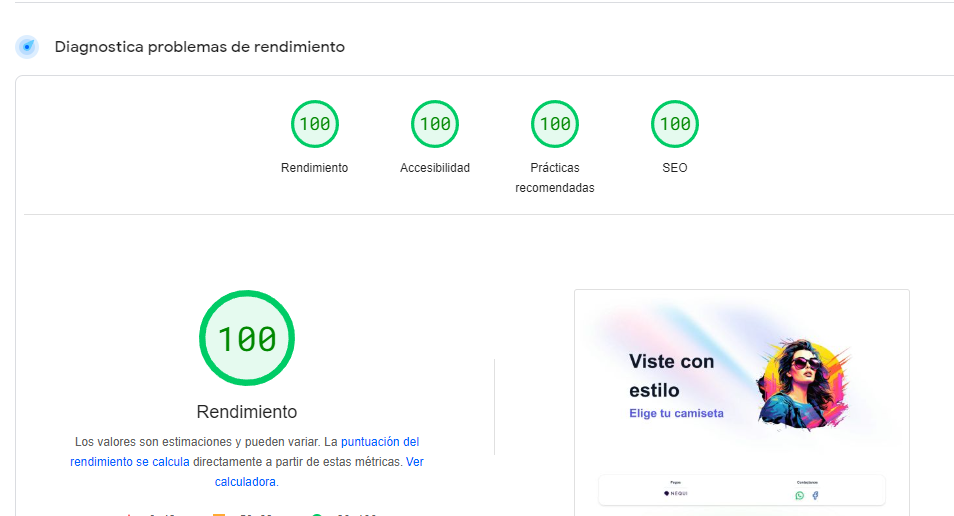 Diagnostica problemas de rendimiento
100 100 100 100
Rendimiento Accesibilidad Prácticas SEO
recomendadas
100
Rendimiento
Los valores son estimaciones y pueden variar. La puntuación del
rendimiento se calcula directamente a partir de estas métricas. Ver
calculadora.
Viste con
estilo
Elige tu camiseta
Pagos
NEQUI